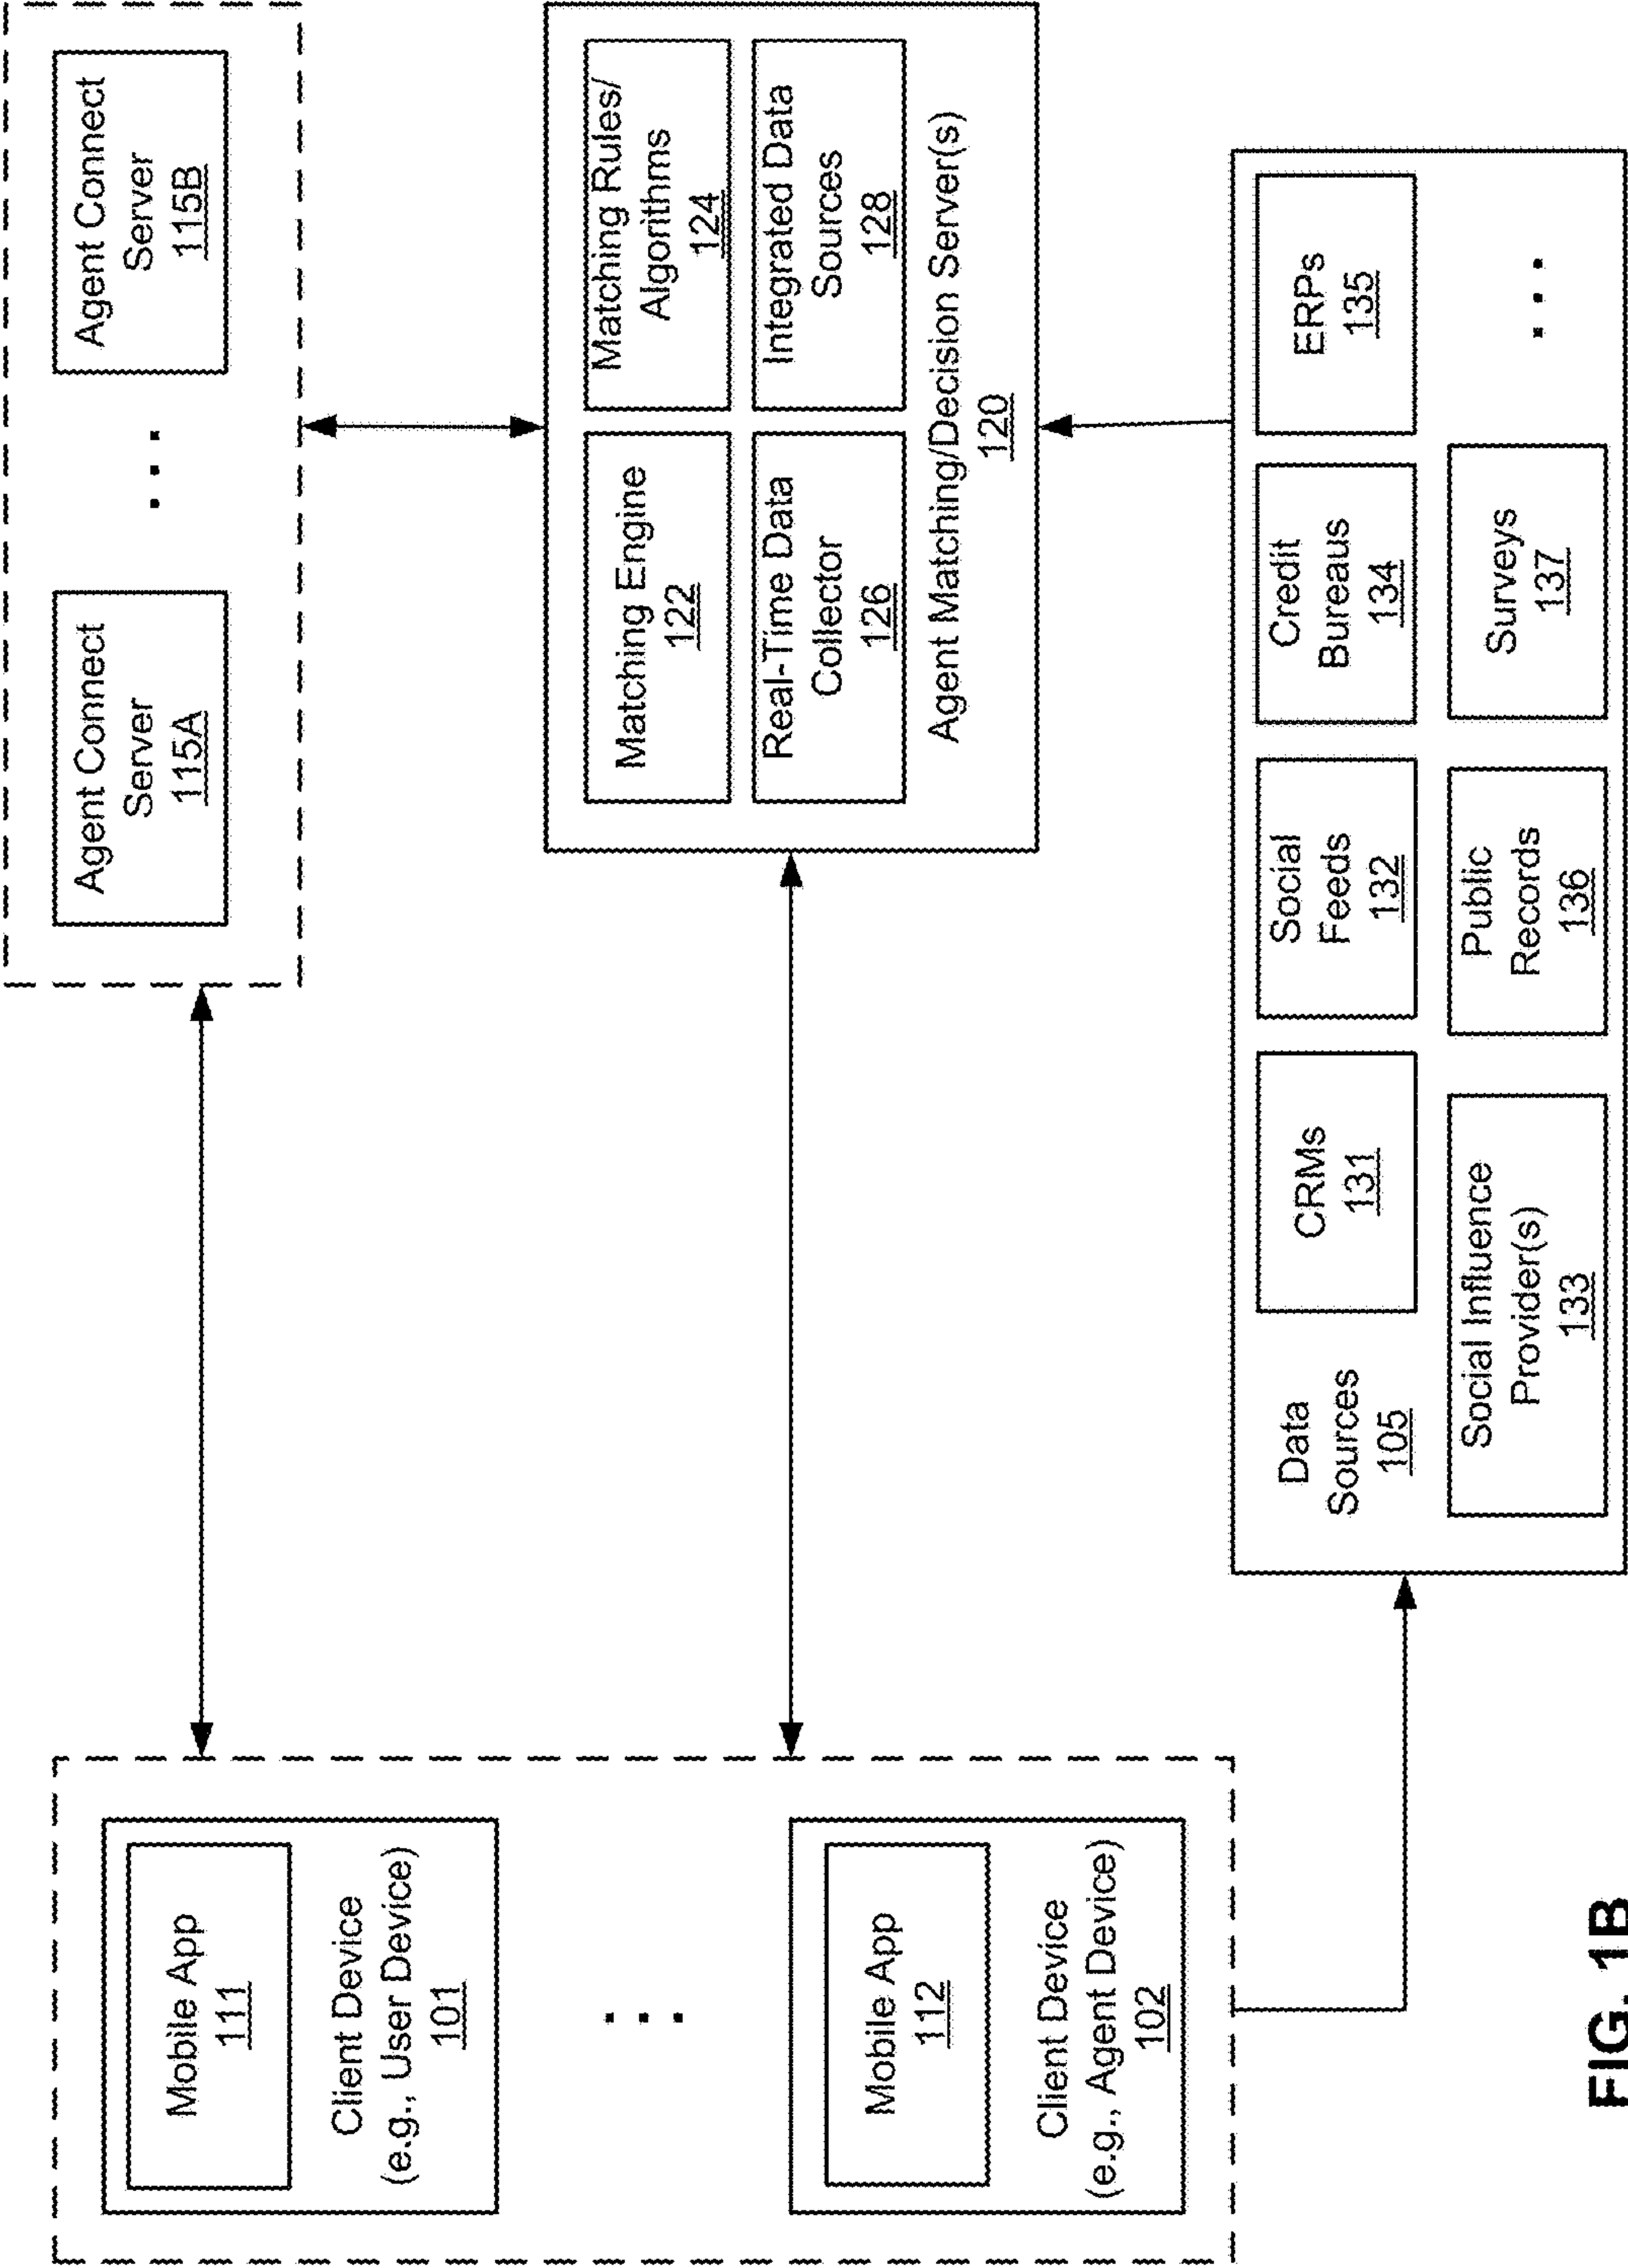 Mobile App
111
Client Device
(e.g., User Device)
101
Mobile App
112
Client Device
(e.g., Agent Device)
102
Agent Connect
Server
115A
Agent Connect
Server
115B
Matching Engine
122
Matching Rules/
Algorithms
124
Real-Time Data
Collector
126
Integrated Data
Sources
128
Agent Matching/Decision Server(s)
120
Data
Sources
105
CRMs
131
Social
Feeds
132
Credit
Bureaus
134
ERPs
135
Social Influence
Provider(s)
133
Public
Records
136
Surveys
137
FIG. 1B